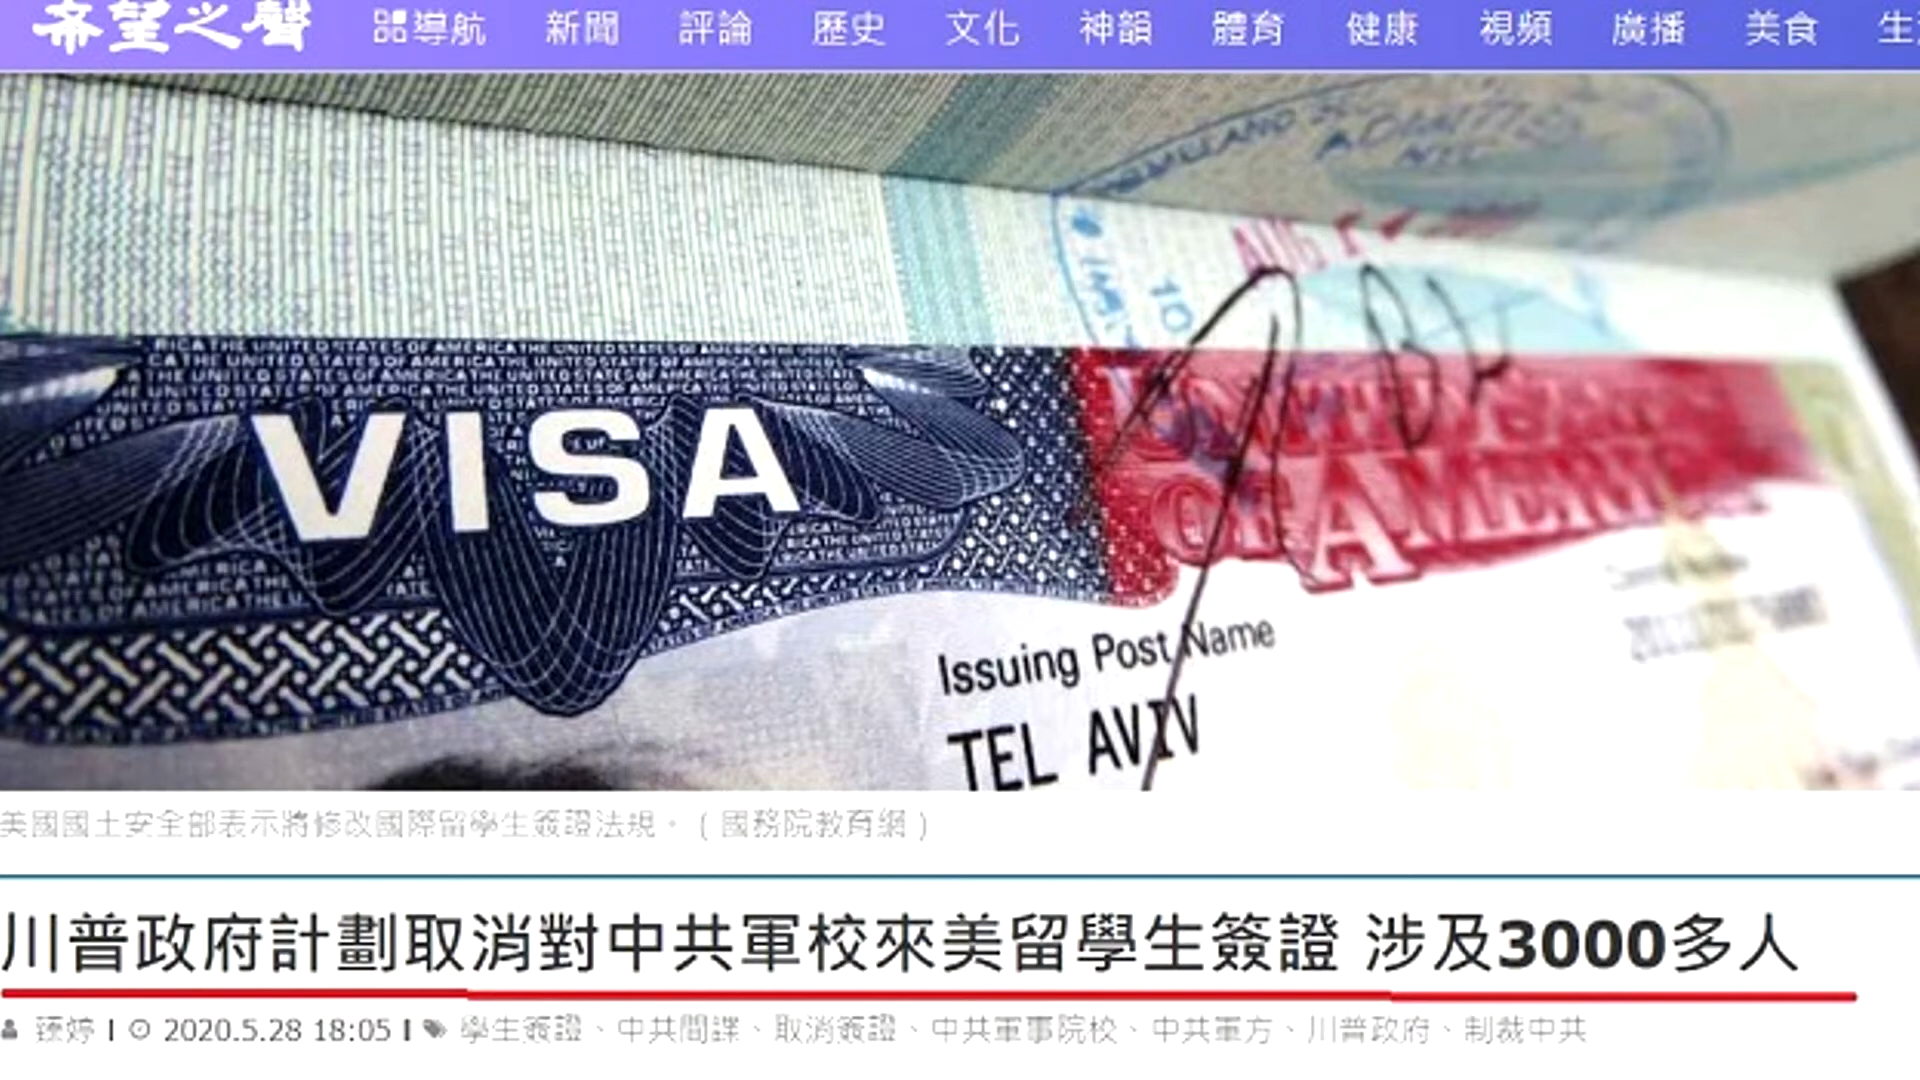 希望之聲 導航 新聞 評論 歷史 文化 神韻 體育 健康 視頻 廣播 美食
VISA
UNITED STATES
OF AMERICA
Issuing Post Name
TEL AVIV
美國國土安全部表示將修改國際留學生簽證法規。（國務院教育網）
川普政府計劃取消對中共軍校來美留學生簽證 涉及3000多人
臻婷 | 2020.5.28 18:05 | 學生簽證、中共間諜、取消簽證、中共軍事院校、中共軍方、川普政府、制裁中共